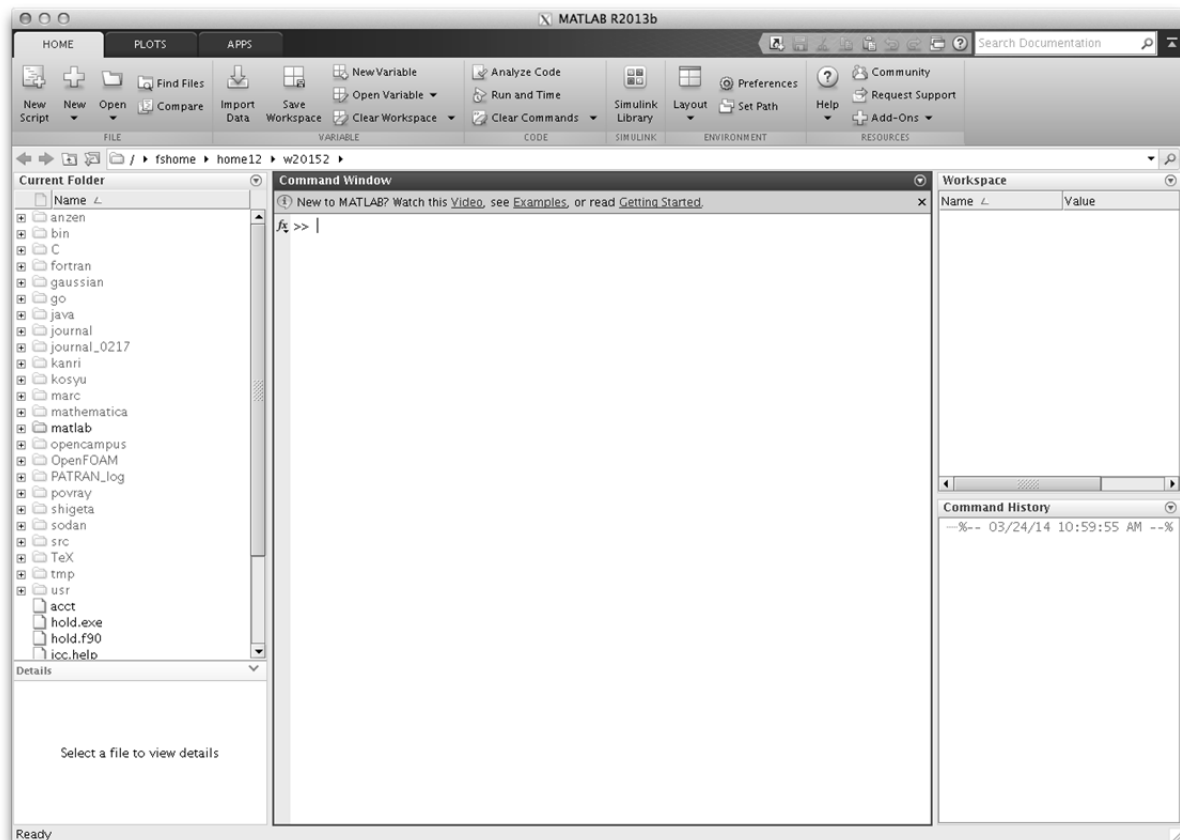 MATLAB R2013b
HOME PLOTS APPS
Search Documentation
New Script
New
Open
Find Files
Compare
FILE
Import Data
Save Workspace
New Variable
Open Variable
Clear Workspace
VARIABLE
Analyze Code
Run and Time
Clear Commands
CODE
Simulink Library
SIMULINK
Layout
Preferences
Set Path
ENVIRONMENT
Help
Community
Request Support
Add-Ons
RESOURCES
/ fshome home12 w20152
Current Folder
Name
anzen
bin
C
fortran
gaussian
go
java
journal
journal_0217
kanri
kosyu
marc
mathematica
matlab
opencampus
OpenFOAM
PATRAN_log
povray
shigeta
sodan
src
TeX
tmp
usr
acct
hold.exe
hold.f90
icc.help
Details
Select a file to view details
Ready
Command Window
New to MATLAB? Watch this Video, see Examples, or read Getting Started.
fx >>
Workspace
Name Value
Command History
%-- 03/24/14 10:59:55 AM --%